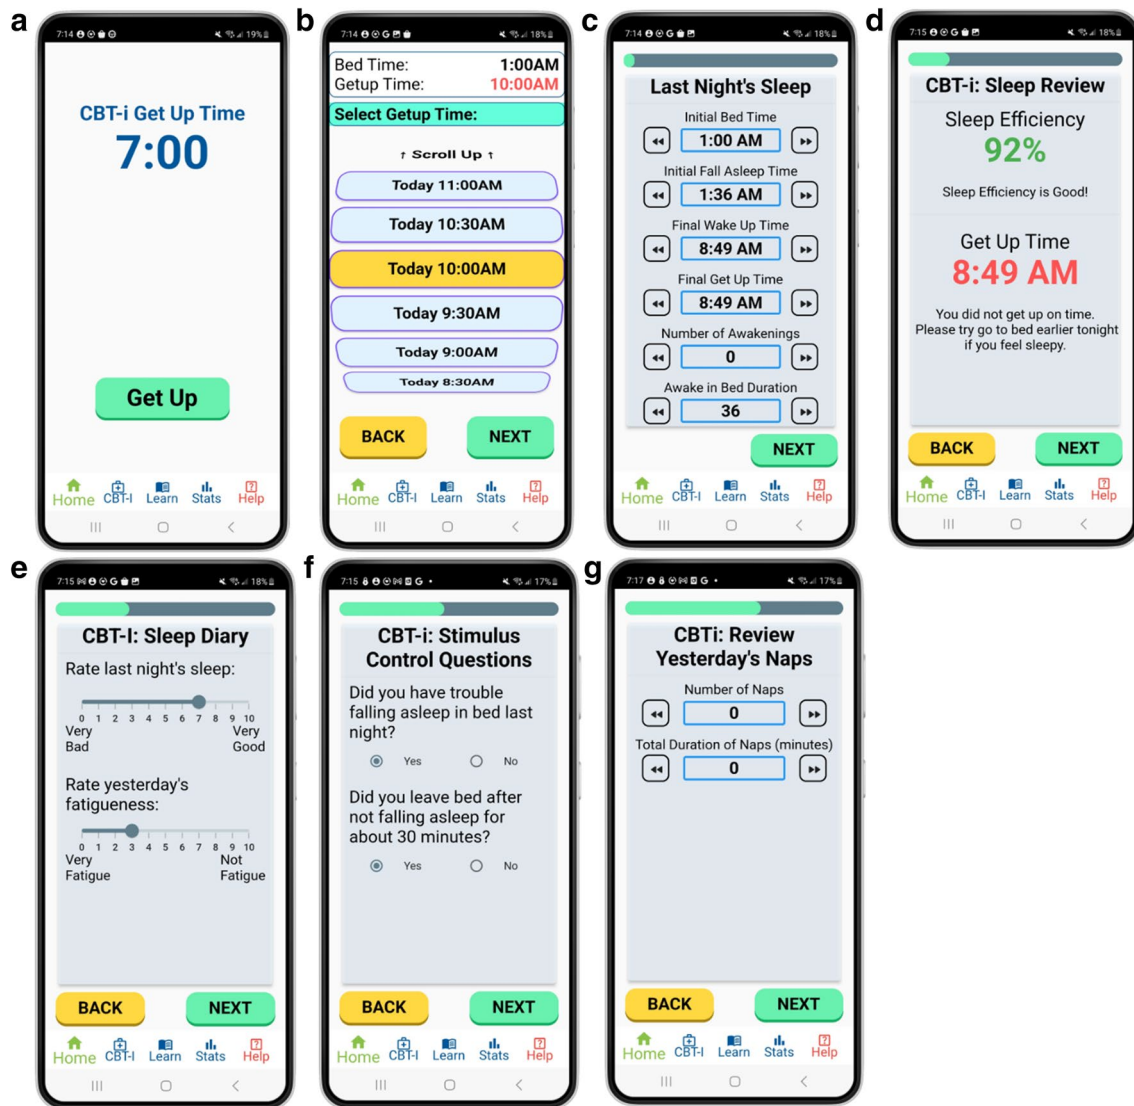 a
7:14 19%
CBT-i Get Up Time
7:00
Get Up
Home CBT-I Learn Stats Help
b
7:14 G 18%
Bed Time: 1:00AM
Getup Time: 10:00AM
Select Getup Time:
↑ Scroll Up ↑
Today 11:00AM
Today 10:30AM
Today 10:00AM
Today 9:30AM
Today 9:00AM
Today 8:30AM
BACK NEXT
Home CBT-I Learn Stats Help
c
7:14 G 18%
Last Night's Sleep
Initial Bed Time
1:00 AM
Initial Fall Asleep Time
1:36 AM
Final Wake Up Time
8:49 AM
Final Get Up Time
8:49 AM
Number of Awakenings
0
Awake in Bed Duration
36
NEXT
Home CBT-I Learn Stats Help
d
7:15 G 18%
CBT-i: Sleep Review
Sleep Efficiency
92%
Sleep Efficiency is Good!
Get Up Time
8:49 AM
You did not get up on time.
Please try go to bed earlier tonight
if you feel sleepy.
BACK NEXT
Home CBT-I Learn Stats Help
e
7:15 G 18%
CBT-I: Sleep Diary
Rate last night's sleep:
0 1 2 3 4 5 6 7 8 9 10
Very Very
Bad Good
Rate yesterday's
fatigueness:
0 1 2 3 4 5 6 7 8 9 10
Very Not
Fatigue Fatigue
BACK NEXT
Home CBT-I Learn Stats Help
f
7:15 G 17%
CBT-i: Stimulus
Control Questions
Did you have trouble
falling asleep in bed last
night?
Yes No
Did you leave bed after
not falling asleep for
about 30 minutes?
Yes No
BACK NEXT
Home CBT-I Learn Stats Help
g
7:17 G 17%
CBTi: Review
Yesterday's Naps
Number of Naps
0
Total Duration of Naps (minutes)
0
BACK NEXT
Home CBT-I Learn Stats Help